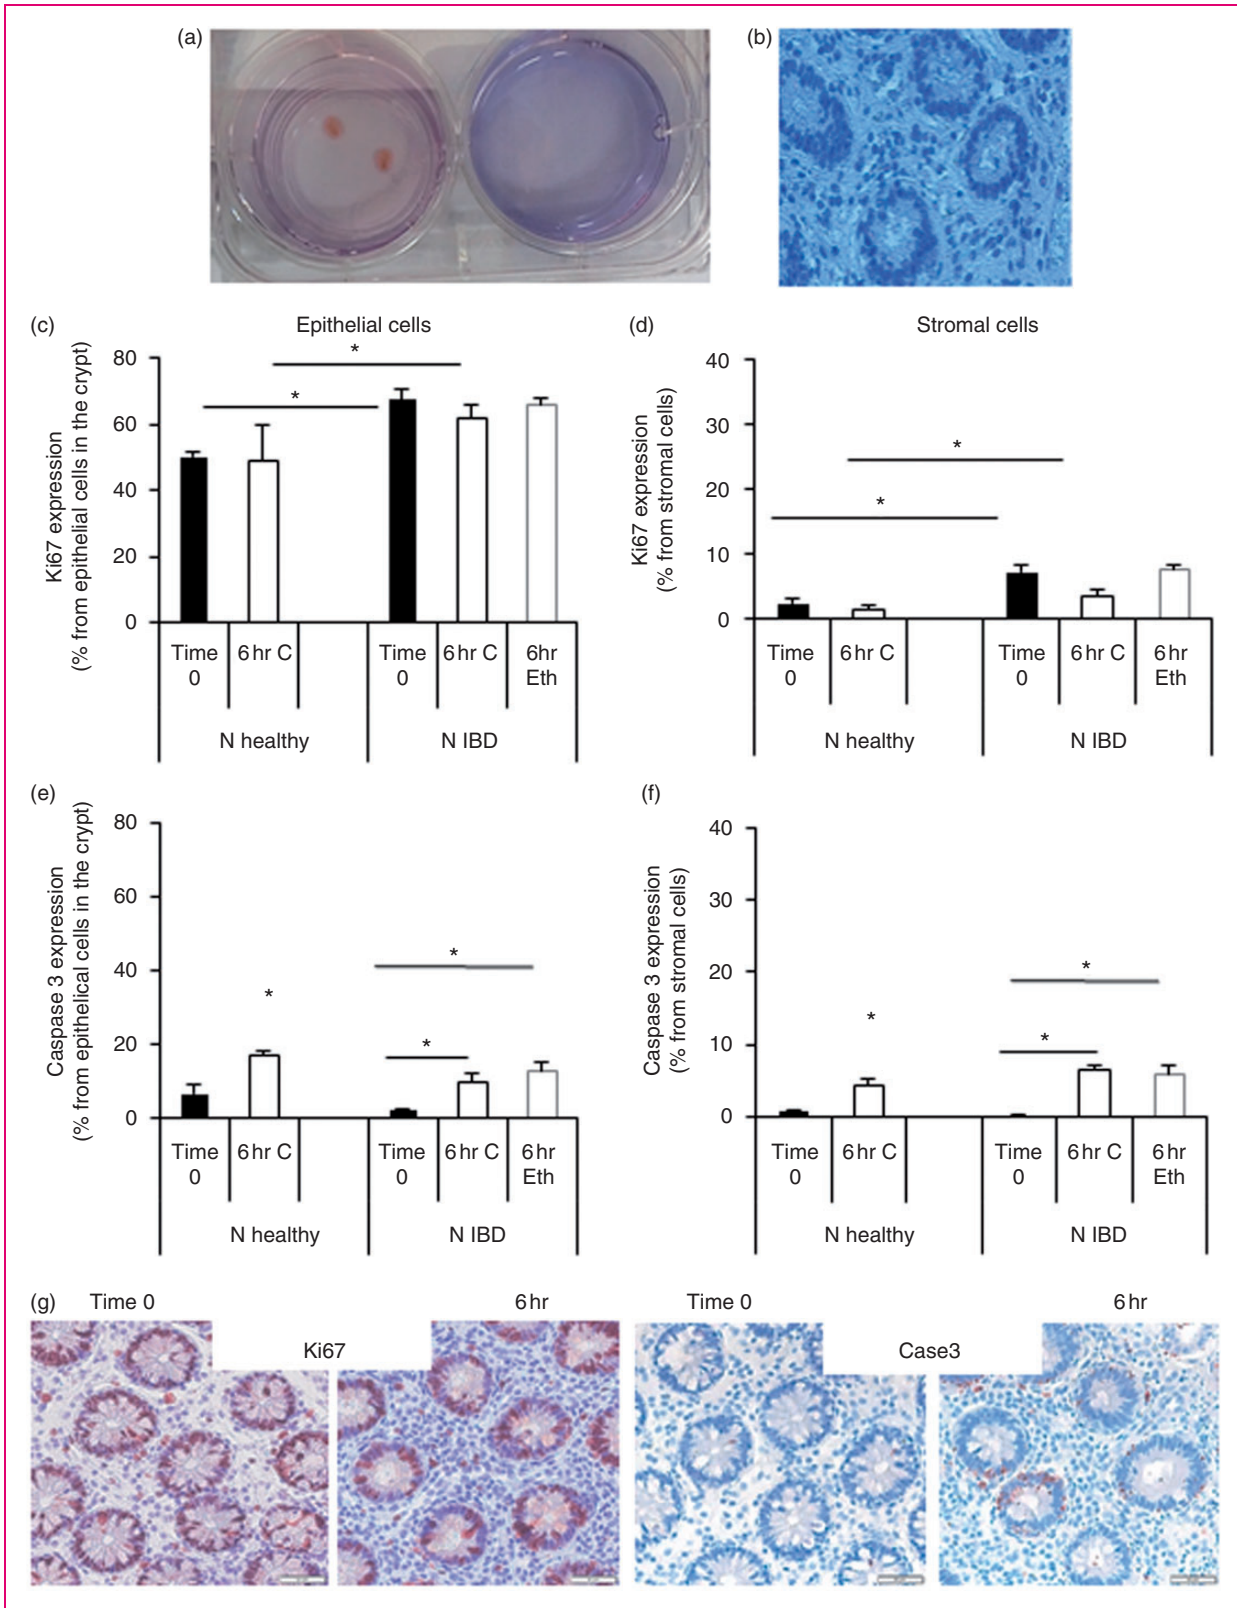 (a)
(b)
(c)
Epithelial cells
Ki67 expression
(% from epithelial cells in the crypt)
80
60
40
20
0
*
*
Time
0
6 hr C
Time
0
6 hr C
6 hr
Eth
N healthy
N IBD
(d)
Stromal cells
Ki67 expression
(% from stromal cells)
40
30
20
10
0
*
*
Time
0
6 hr C
Time
0
6 hr C
6 hr
Eth
N healthy
N IBD
(e)
Caspase 3 expression
(% from epithelical cells in the crypt)
80
60
40
20
0
*
*
*
Time
0
6 hr C
Time
0
6 hr C
6 hr
Eth
N healthy
N IBD
(f)
Caspase 3 expression
(% from stromal cells)
40
30
20
10
0
*
*
*
Time
0
6 hr C
Time
0
6 hr C
6 hr
Eth
N healthy
N IBD
(g)
Time 0
6 hr
Time 0
6 hr
Ki67
Case3